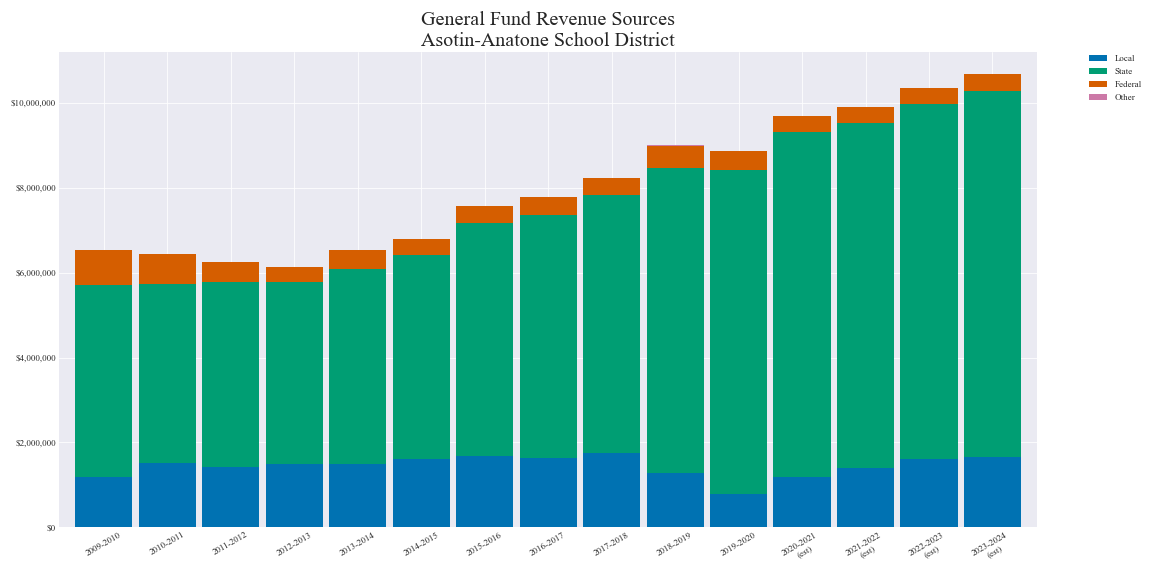 General Fund Revenue Sources
Asotin-Anatone School District
Local
State
Federal
Other
$10,000,000
$8,000,000
$6,000,000
$4,000,000
$2,000,000
$0
2009-2010
2010-2011
2011-2012
2012-2013
2013-2014
2014-2015
2015-2016
2016-2017
2017-2018
2018-2019
2019-2020
2020-2021
(est)
2021-2022
(est)
2022-2023
(est)
2023-2024
(est)